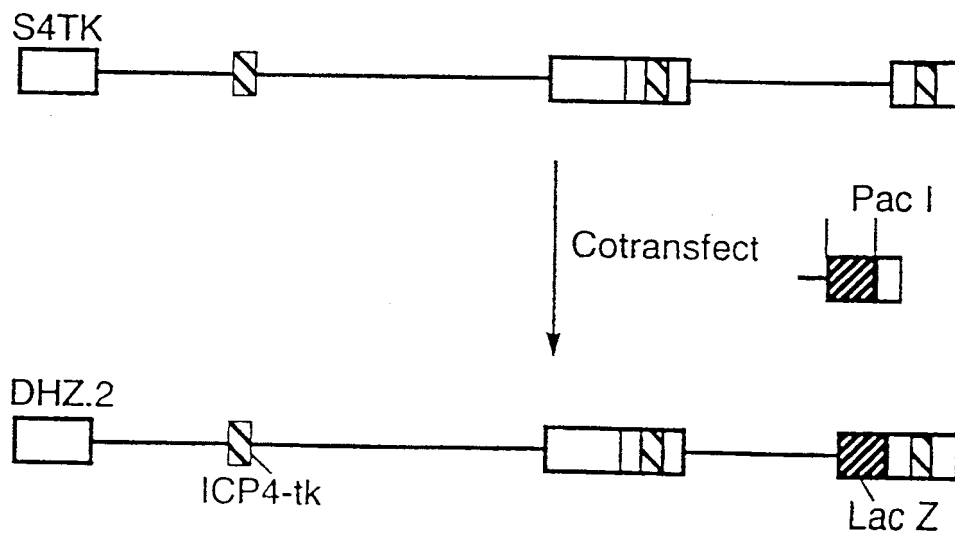 S4TK
Pac I
Cotransfect
DHZ.2
ICP4-tk
Lac Z